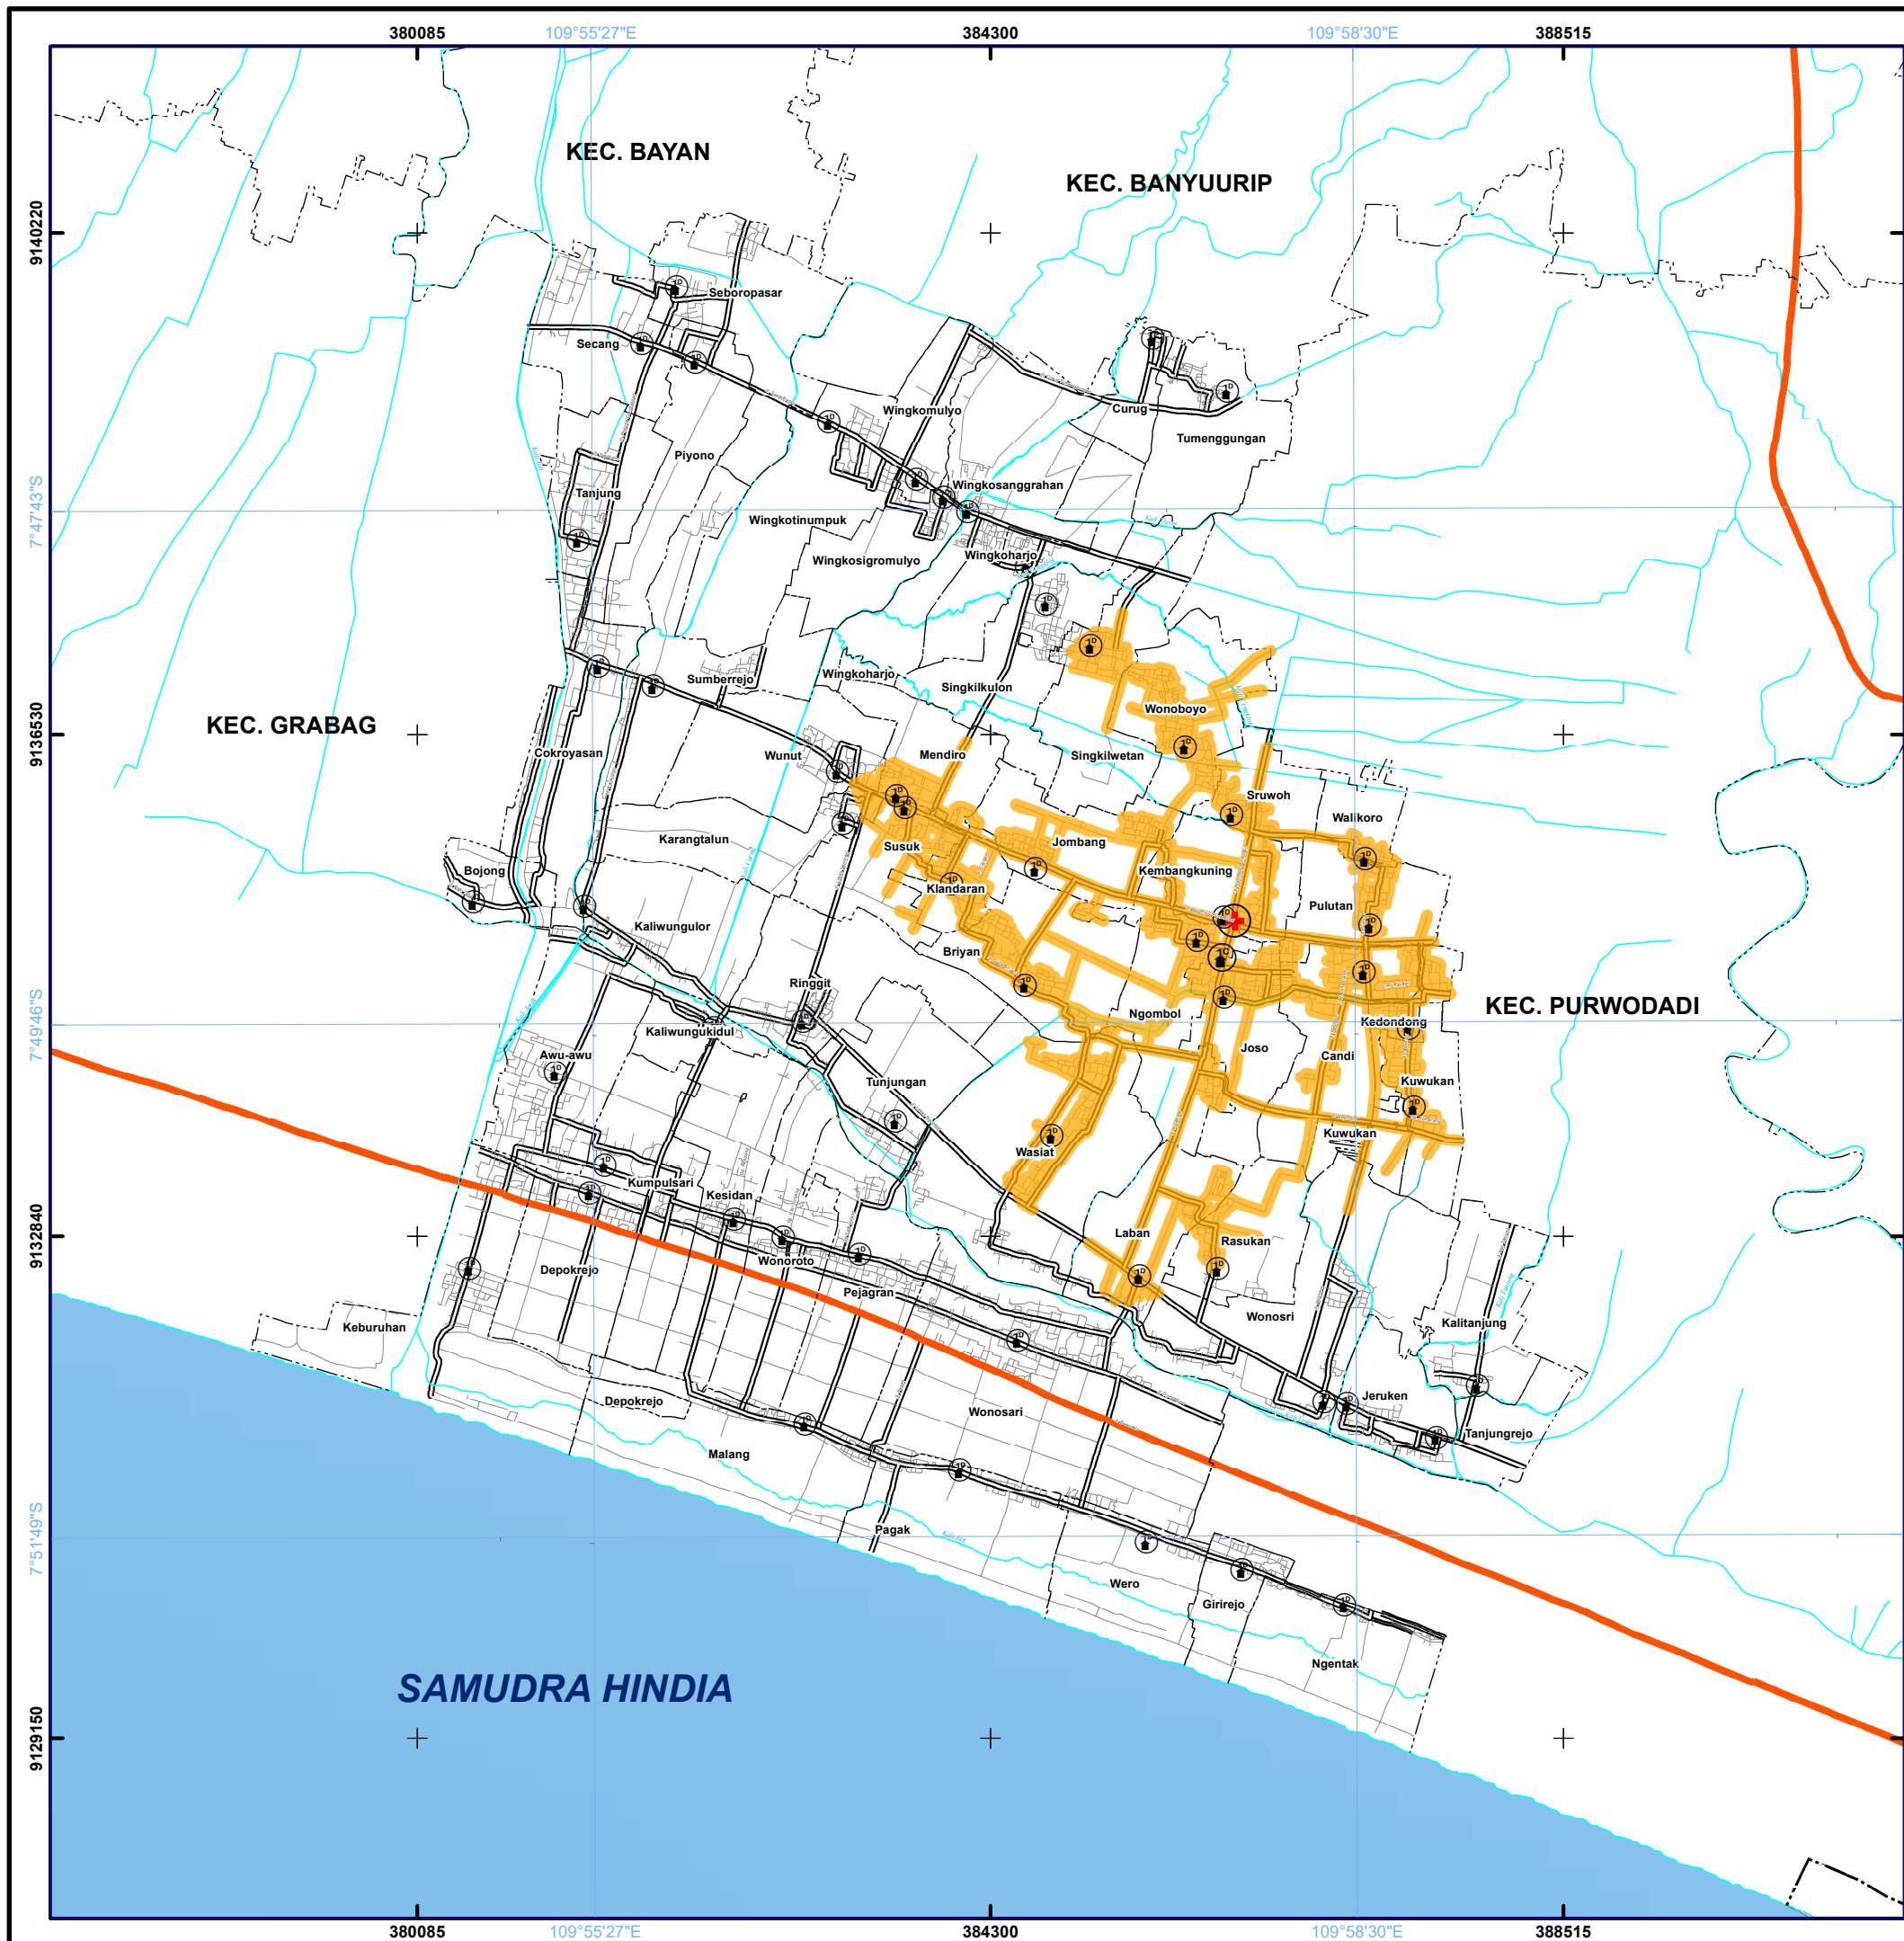 380085
109°55'27"E
384300
109°58'30"E
388515
KEC. BAYAN
KEC. BANYUURIP
9140220
Seboropasar
Secang
Wingkomulyo
Curug
Tumenggungan
Piyono
Tanjung
Wingkosanggrahan
7°47'43"S
Wingkotinumpuk
Wingkosigromulyo
Wingkoharjo
Sumberrejo
Wingkoharjo
Singkilkulon
Wonoboyo
KEC. GRABAG
9136530
Cokroyasan
Wunut
Mendiro
Singkilwetan
Sruwoh
Walikoro
Karangtalun
Susuk
Jombang
Kembangkuning
Bojong
Klandaran
Pulutan
Kaliwungulor
Briyan
Ringgit
Ngombol
KEC. PURWODADI
7°49'46"S
Kaliwungukidul
Kedondong
Awu-awu
Joso
Candi
Tunjungan
Kuwukan
Wasiat
Kuwukan
Kumpulsari
Kesidan
9132840
Laban
Rasukan
Depokrejo
Wonoroto
Pejagran
Wonosri
Keburuhan
Kalitanjung
Depokrejo
Wonosari
Jeruken
Malang
Tanjungrejo
7°51'49"S
Pagak
Wero
Girirejo
Ngentak
SAMUDRA HINDIA
9129150
380085
109°55'27"E
384300
109°58'30"E
388515